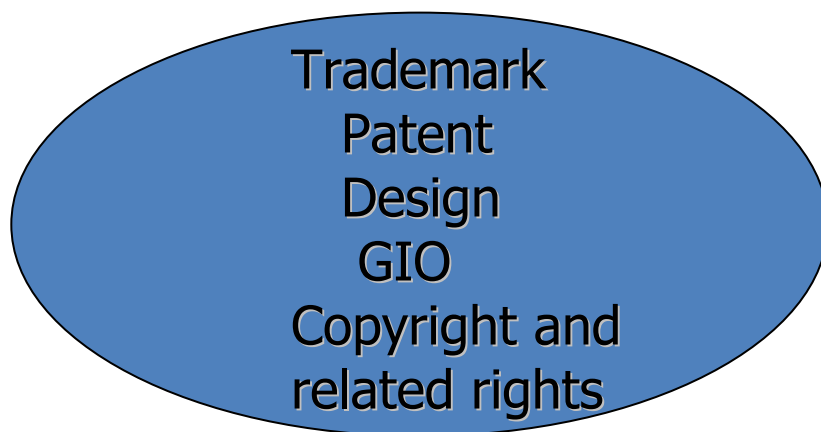 Trademark
Patent
Design
GIO
Copyright and
related rights